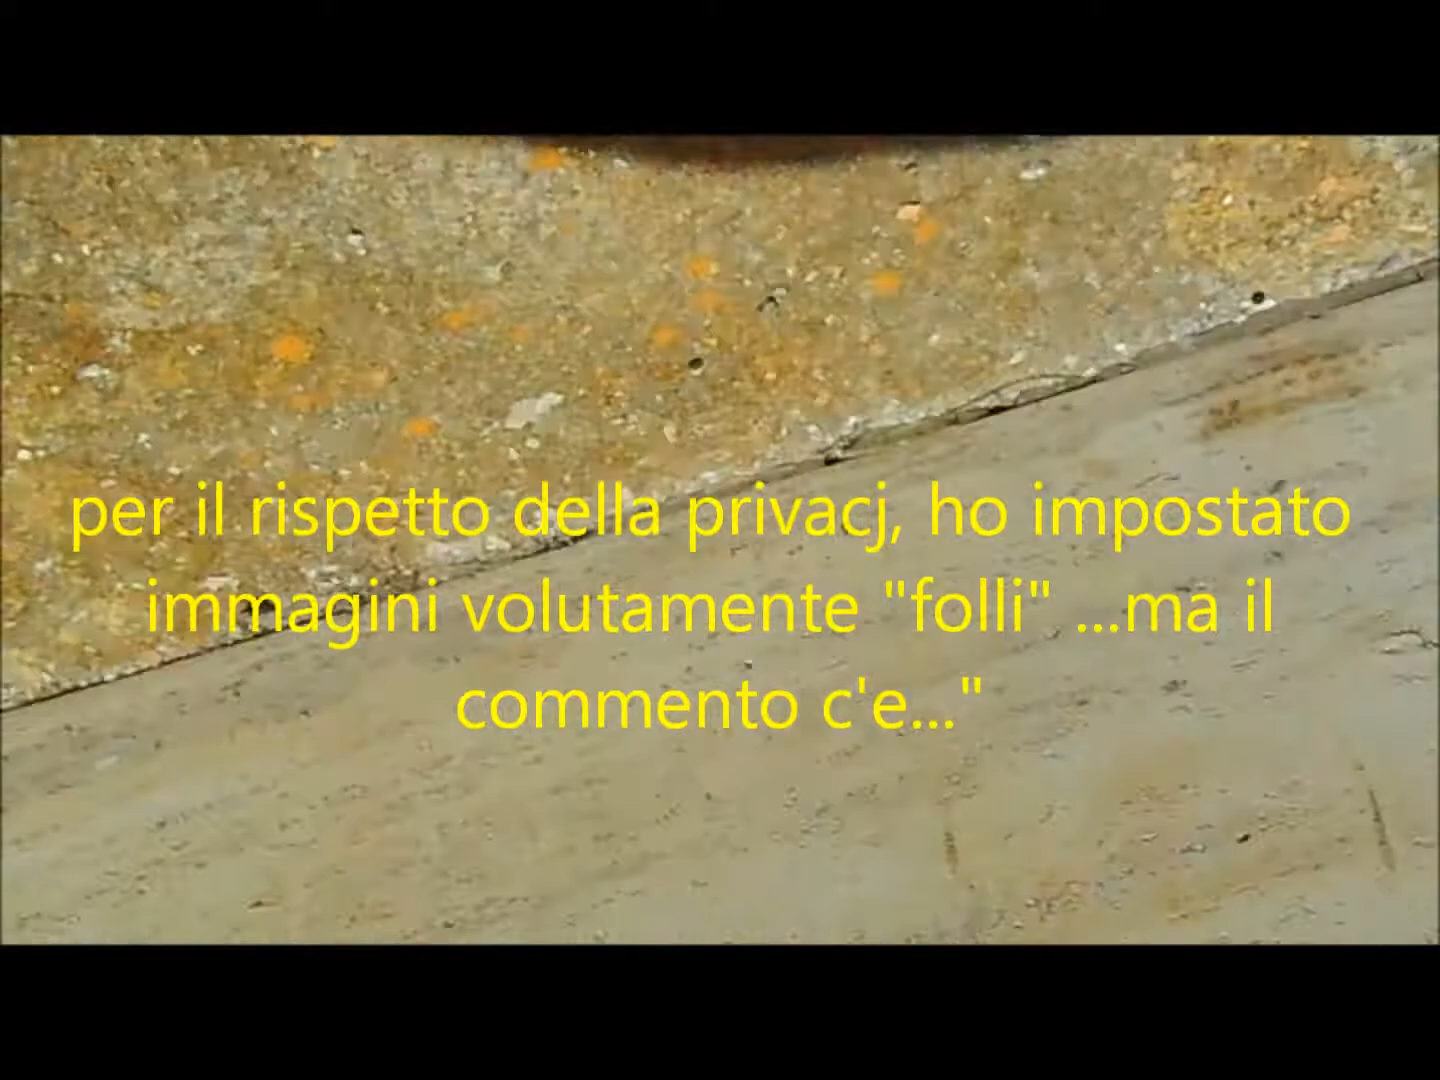 per il rispetto della privacj, ho impostato
immagini volutamente "folli" ...ma il
commento c'e..."